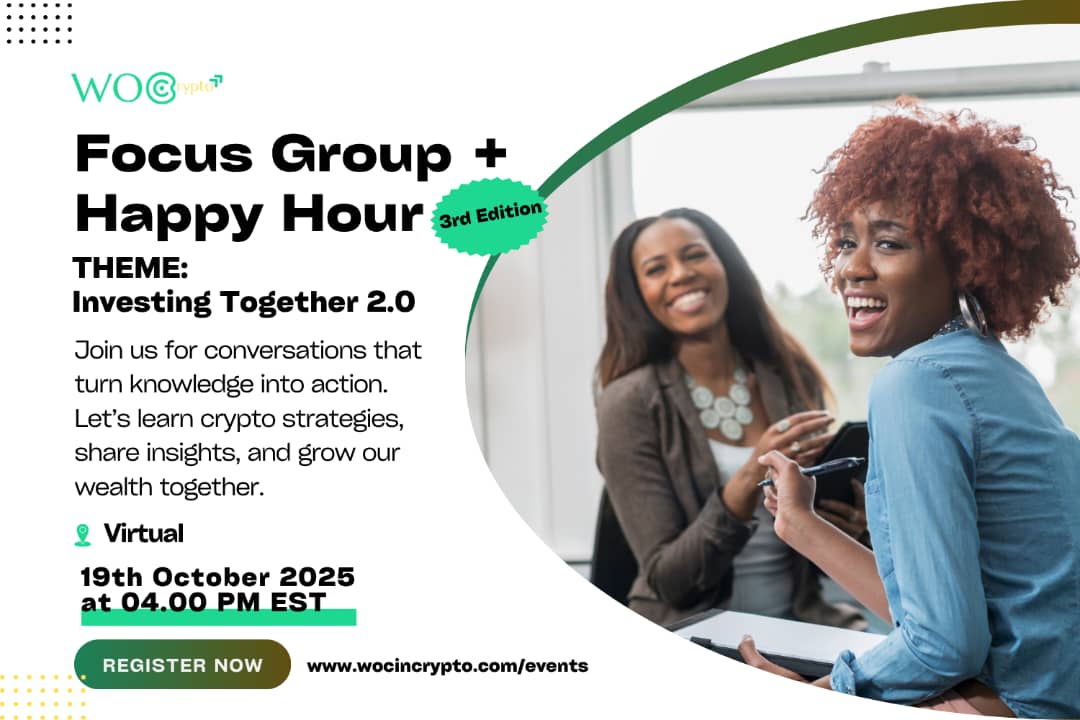 WOC crypto
Focus Group +
Happy Hour
3rd Edition
THEME:
Investing Together 2.0
Join us for conversations that
turn knowledge into action.
Let’s learn crypto strategies,
share insights, and grow our
wealth together.
Virtual
19th October 2025
at 04.00 PM EST
REGISTER NOW
www.wocincrypto.com/events